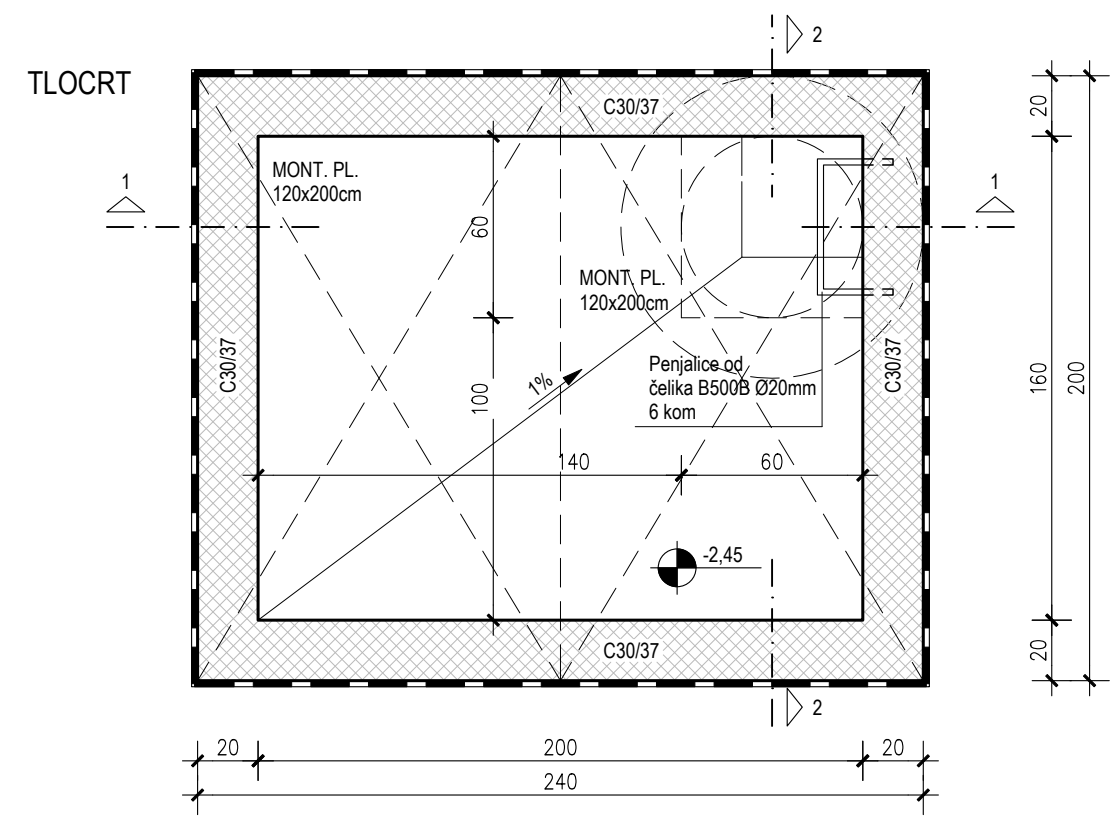 TLOCRT
2
C30/37
20
MONT. PL.
120x200cm
1
1
60
MONT. PL.
120x200cm
C30/37
C30/37
Penjalice od
čelika B500B Ø20mm
6 kom
1%
100
160
200
140
60
-2,45
C30/37
20
2
20
200
20
240